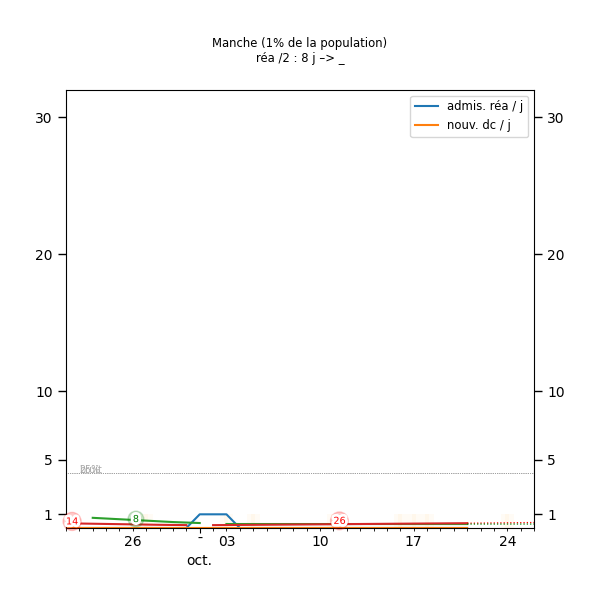 Manche (1% de la population)
réa /2 : 8 j –> _
admis. réa / j
nouv. dc / j
30 30
20 20
10 10
5 5
1 1
14 8 26
26 - 03 10 17 24
oct.